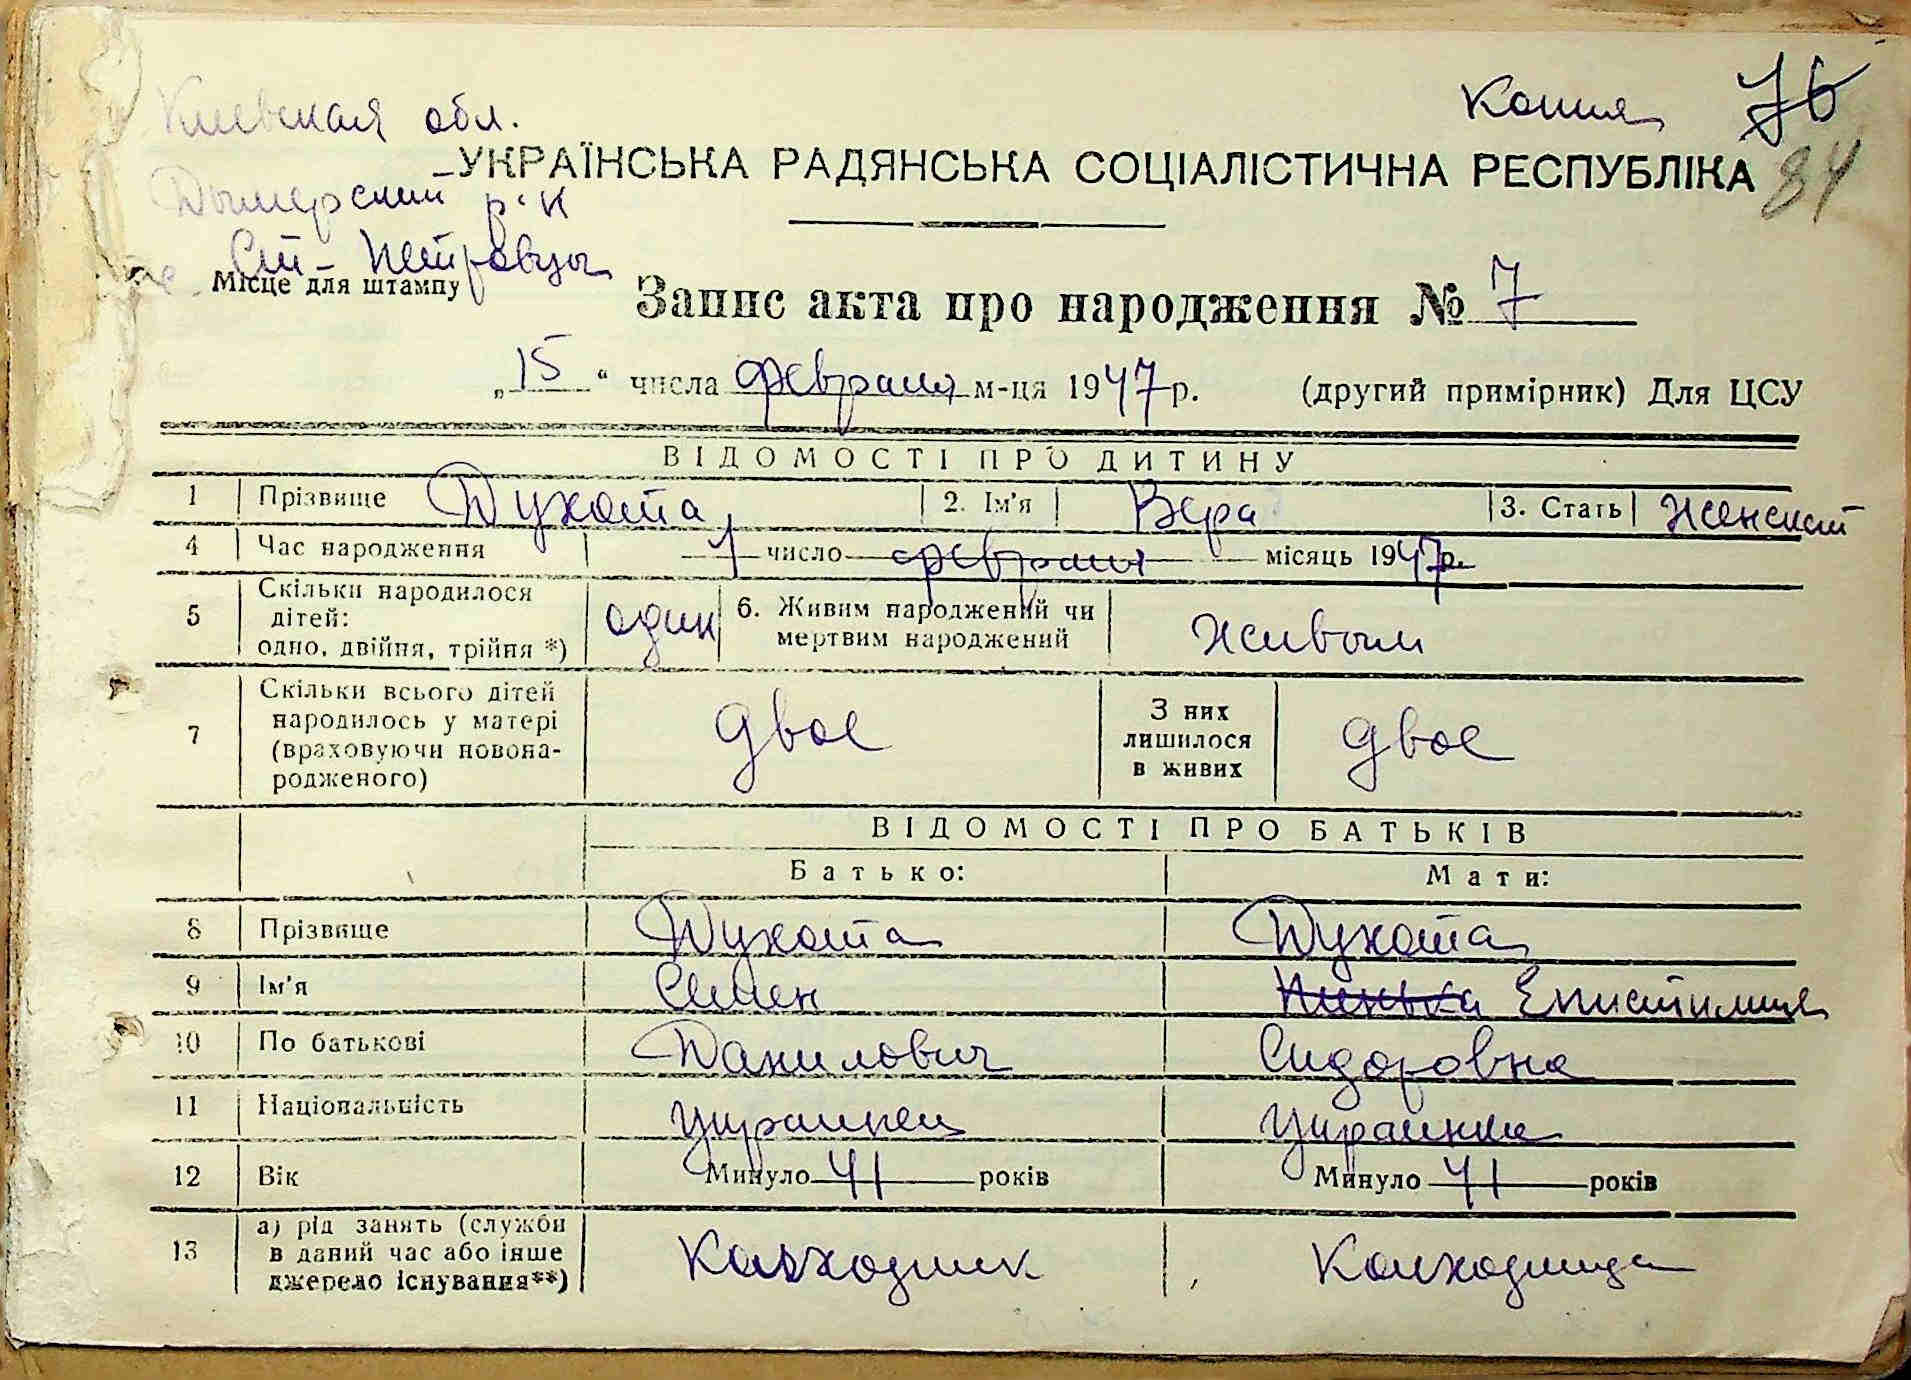 Киевская обл. Копия 76
УКРАЇНСЬКА РАДЯНСЬКА СОЦІАЛІСТИЧНА РЕСПУБЛІКА 84
Дымерский р-н
с. Ст-Петровцы
Місце для штампу
Запис акта про народження № 7
„15“ числа февраля м-ця 1947 р. (другий примірник) Для ЦСУ
ВІДОМОСТІ ПРО ДИТИНУ
1 Прізвище Духота 2. Ім'я Вера 3. Стать Женский
4 Час народження 1 число февраля місяць 1947 р.
5 Скільки народилося дітей: одно, двійня, трійня *) один 6. Живим народжений чи мертвим народжений живым
7 Скільки всього дітей народилось у матері (враховуючи новонародженого) двое З них лишилося в живих двое
ВІДОМОСТІ ПРО БАТЬКІВ
Батько: Мати:
8 Прізвище Духота Духота
9 Ім'я Семен Епистимия
10 По батькові Данилович Сидоровна
11 Національність украинец украинка
12 Вік Минуло 41 років Минуло 41 років
13 а) рід занять (служби в даний час або інше джерело існування**) Колхозник Колхозница